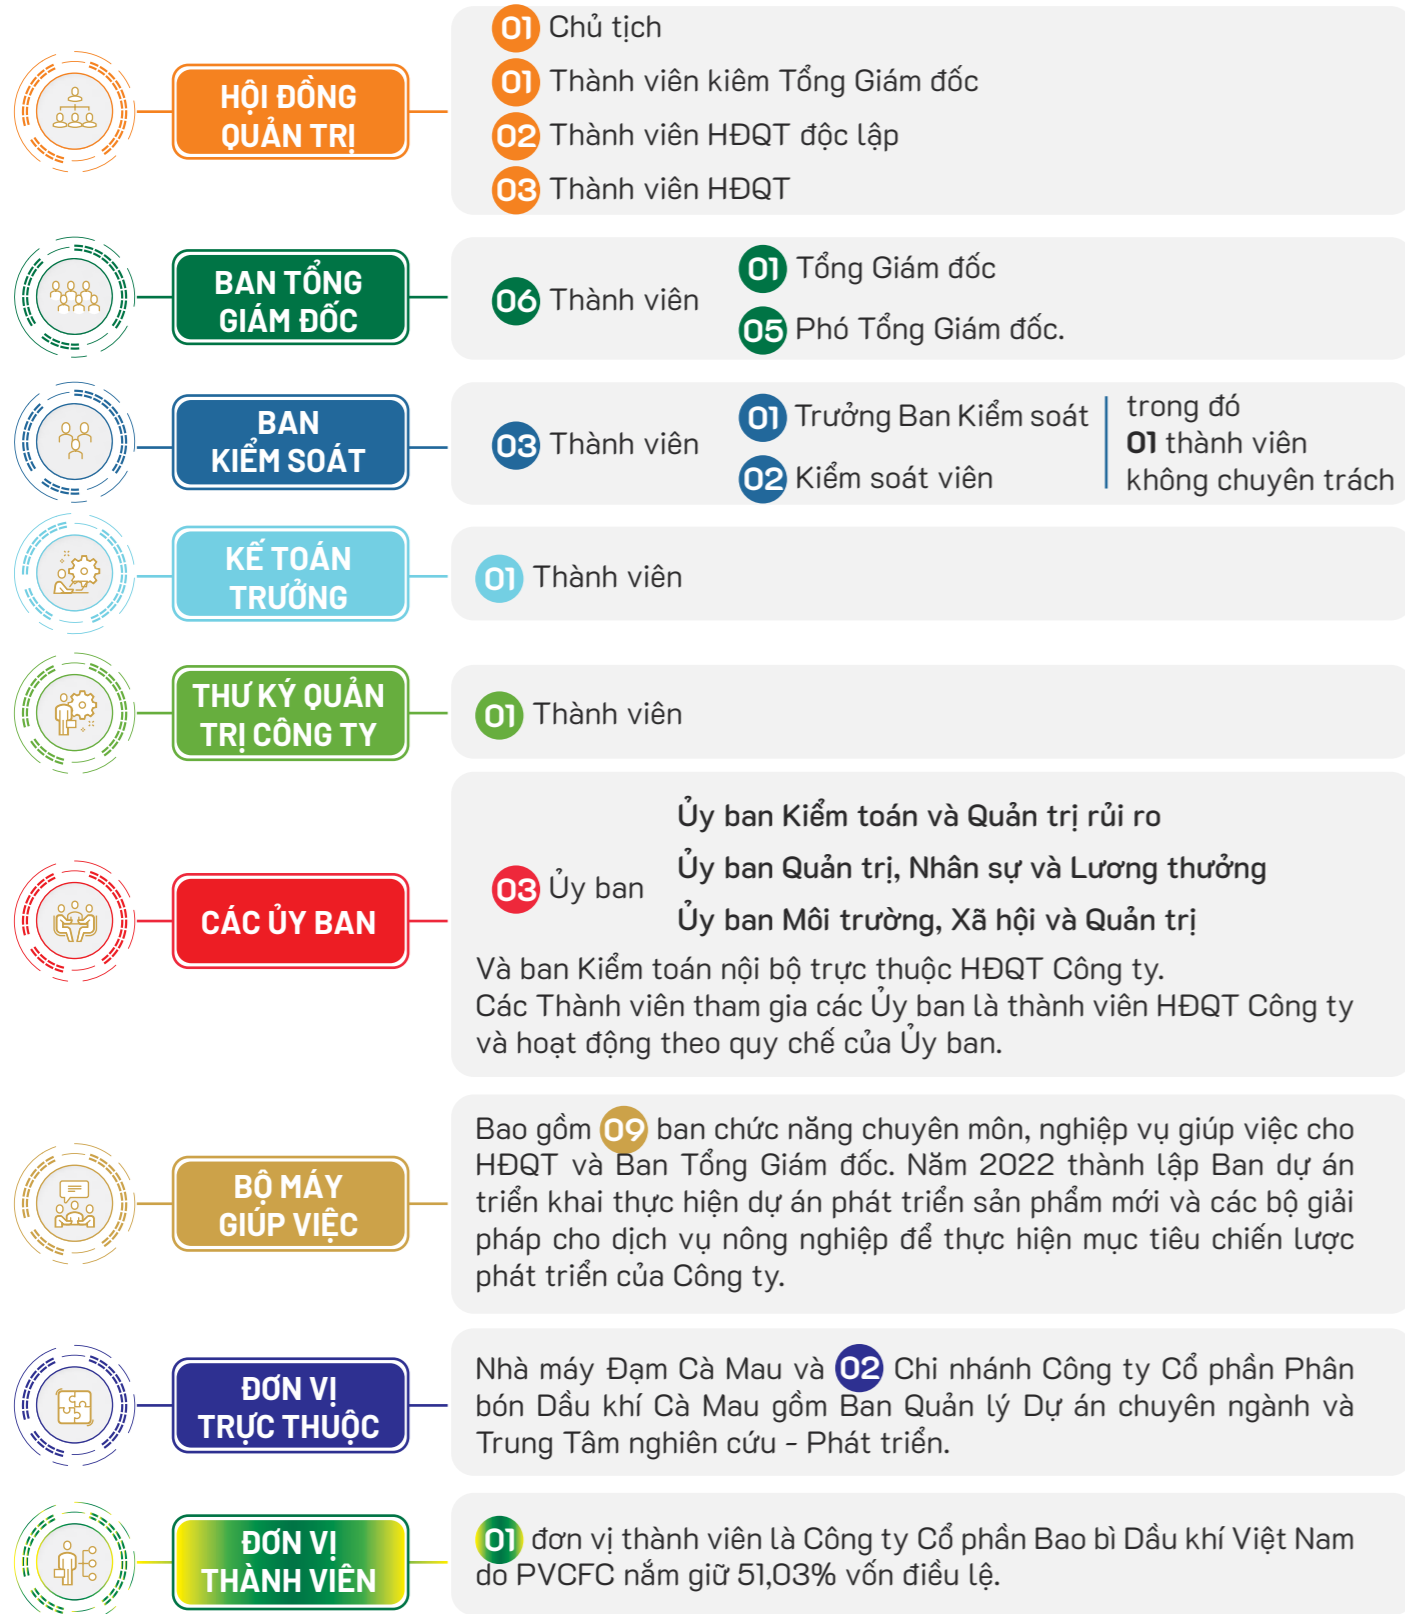 HỘI ĐỒNG
QUẢN TRỊ
01 Chủ tịch
01 Thành viên kiêm Tổng Giám đốc
02 Thành viên HĐQT độc lập
03 Thành viên HĐQT
BAN TỔNG
GIÁM ĐỐC
06 Thành viên
01 Tổng Giám đốc
05 Phó Tổng Giám đốc.
BAN
KIỂM SOÁT
03 Thành viên
01 Trưởng Ban Kiểm soát
02 Kiểm soát viên
trong đó
01 thành viên
không chuyên trách
KẾ TOÁN
TRƯỞNG
01 Thành viên
THƯ KÝ QUẢN
TRỊ CÔNG TY
01 Thành viên
CÁC ỦY BAN
03 Ủy ban
Ủy ban Kiểm toán và Quản trị rủi ro
Ủy ban Quản trị, Nhân sự và Lương thưởng
Ủy ban Môi trường, Xã hội và Quản trị
Và ban Kiểm toán nội bộ trực thuộc HĐQT Công ty.
Các Thành viên tham gia các Ủy ban là thành viên HĐQT Công ty
và hoạt động theo quy chế của Ủy ban.
BỘ MÁY
GIÚP VIỆC
Bao gồm 09 ban chức năng chuyên môn, nghiệp vụ giúp việc cho
HĐQT và Ban Tổng Giám đốc. Năm 2022 thành lập Ban dự án
triển khai thực hiện dự án phát triển sản phẩm mới và các bộ giải
pháp cho dịch vụ nông nghiệp để thực hiện mục tiêu chiến lược
phát triển của Công ty.
ĐƠN VỊ
TRỰC THUỘC
Nhà máy Đạm Cà Mau và 02 Chi nhánh Công ty Cổ phần Phân
bón Dầu khí Cà Mau gồm Ban Quản lý Dự án chuyên ngành và
Trung Tâm nghiên cứu - Phát triển.
ĐƠN VỊ
THÀNH VIÊN
01 đơn vị thành viên là Công ty Cổ phần Bao bì Dầu khí Việt Nam
do PVCFC nắm giữ 51,03% vốn điều lệ.